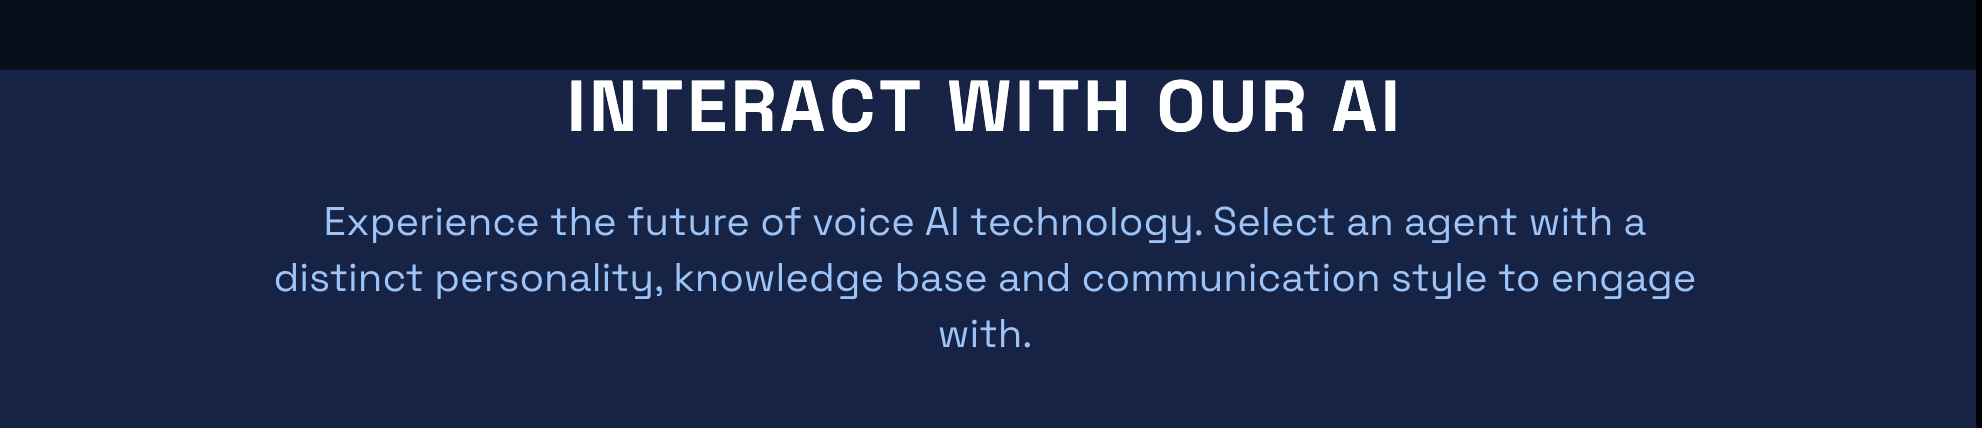 INTERACT WITH OUR AI
Experience the future of voice AI technology. Select an agent with a
distinct personality, knowledge base and communication style to engage
with.